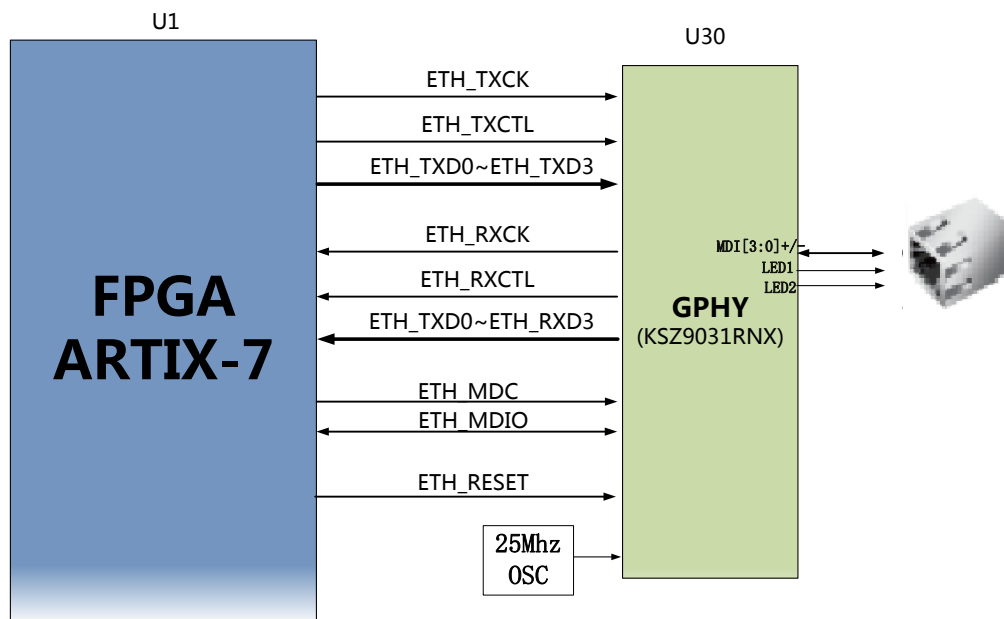 U1
U30
ETH_TXCK
ETH_TXCTL
ETH_TXD0~ETH_TXD3
ETH_RXCK
ETH_RXCTL
ETH_TXD0~ETH_RXD3
ETH_MDC
ETH_MDIO
ETH_RESET
FPGA
ARTIX-7
MDI[3:0]+/-
LED1
LED2
GPHY
(KSZ9031RNX)
25Mhz
OSC